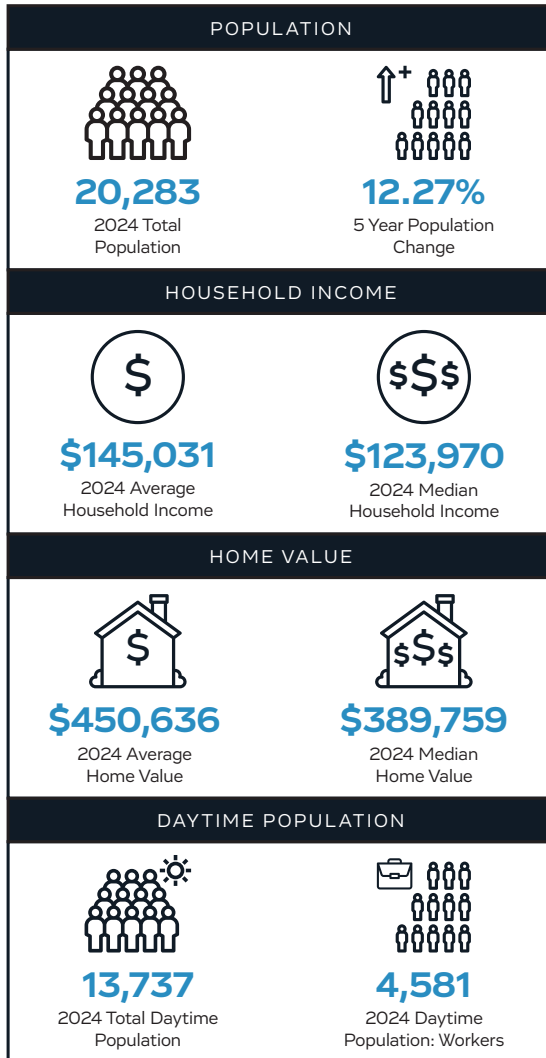 POPULATION
20,283
2024 Total
Population
12.27%
5 Year Population
Change
HOUSEHOLD INCOME
$
$145,031
2024 Average
Household Income
$$$
$123,970
2024 Median
Household Income
HOME VALUE
$
$450,636
2024 Average
Home Value
$$$
$389,759
2024 Median
Home Value
DAYTIME POPULATION
13,737
2024 Total Daytime
Population
4,581
2024 Daytime
Population: Workers